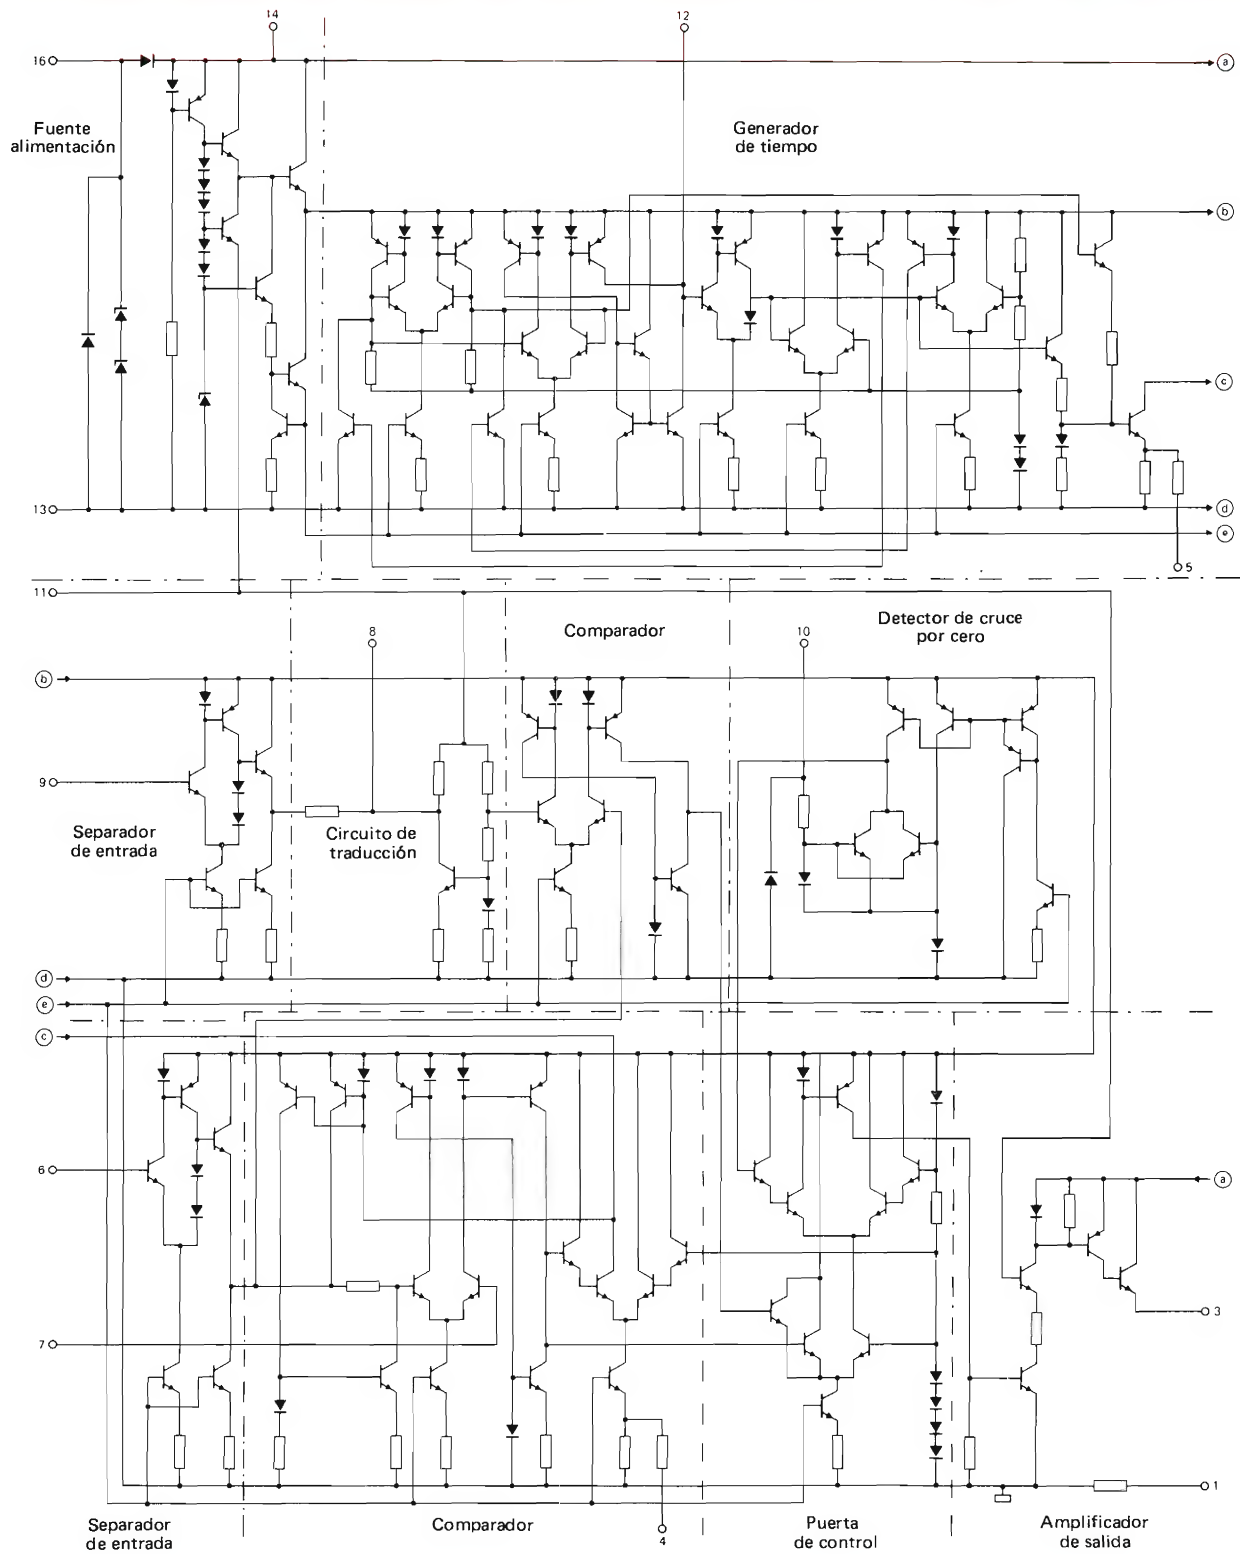 14
12
16
a
Fuente
alimentación
Generador
de tiempo
b
c
13
d
e
5
11
8
Comparador
10
Detector de cruce
por cero
b
9
Separador
de entrada
Circuito de
traducción
d
e
c
6
a
3
7
1
4
Separador
de entrada
Comparador
Puerta
de control
Amplificador
de salida